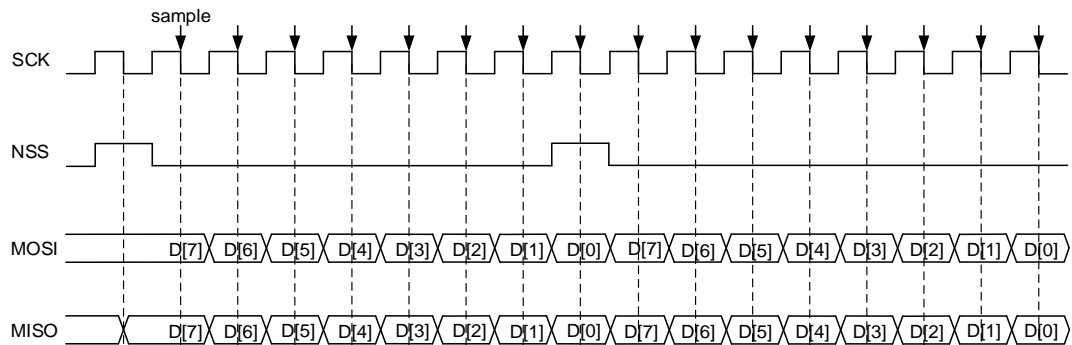 sample
SCK
NSS
MOSI D[7] D[6] D[5] D[4] D[3] D[2] D[1] D[0] D[7] D[6] D[5] D[4] D[3] D[2] D[1] D[0]
MISO D[7] D[6] D[5] D[4] D[3] D[2] D[1] D[0] D[7] D[6] D[5] D[4] D[3] D[2] D[1] D[0]